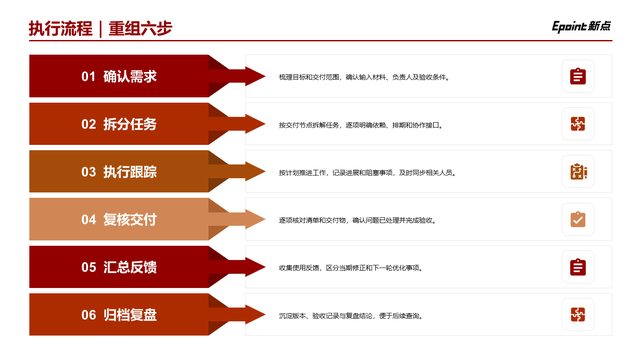 执行流程｜重组六步
Epoint新点
01 确认需求
梳理目标和交付范围，确认输入材料、负责人及验收条件。
02 拆分任务
按交付节点拆解任务，逐项明确依赖、排期和协作接口。
03 执行跟踪
按计划推进工作，记录进展和阻塞事项，及时同步相关人员。
04 复核交付
逐项核对清单和交付物，确认问题已处理并完成验收。
05 汇总反馈
收集使用反馈，区分当期修正和下一轮优化事项。
06 归档复盘
沉淀版本、验收记录与复盘结论，便于后续查询。